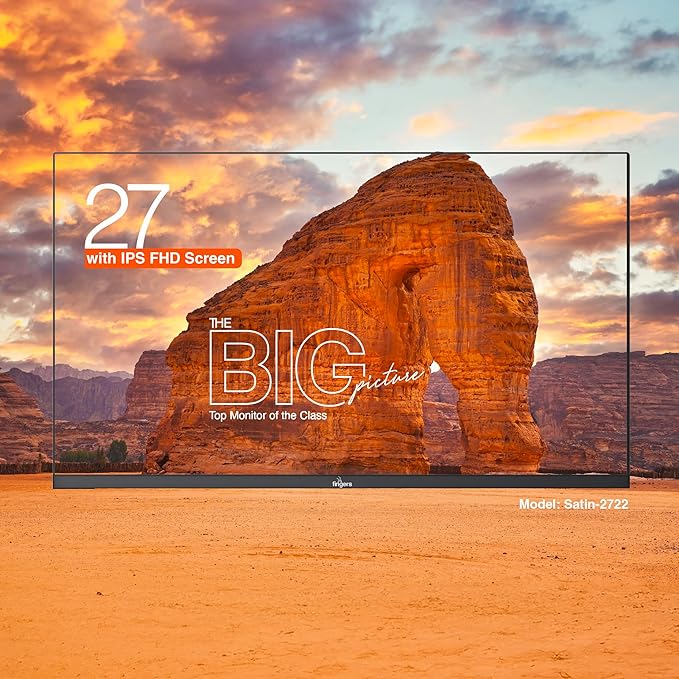 27
with IPS FHD Screen
THE
BIG picture
Top Monitor of the Class
fingers
Model: Satin-2722